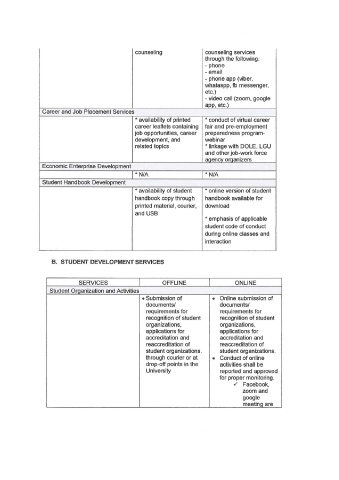 counseling
counseling services
through the following:
- phone
- email
- phone app (viber,
whatsapp, fb messenger,
etc.)
- video call (zoom, google
app, etc.)
Career and Job Placement Services
* availability of printed
career leaflets containing
job opportunities, career
development, and
related topics
* conduct of virtual career
fair and pre-employment
preparedness program-
webinar
* linkage with DOLE, LGU
and other job-work force
agency organizers
Economic Enterprise Development
* N/A
* N/A
Student Handbook Development
* availability of student
handbook copy through
printed material, courier,
and USB
* online version of student
handbook available for
download
* emphasis of applicable
student code of conduct
during online classes and
interaction
B. STUDENT DEVELOPMENT SERVICES
SERVICES
OFFLINE
ONLINE
Student Organization and Activities
• Submission of
documents/
requirements for
recognition of student
organizations,
applications for
accreditation and
reaccreditation of
student organizations.
through courier or at
drop-off points in the
University
• Online submission of
documents/
requirements for
recognition of student
organizations,
applications for
accreditation and
reaccreditation of
student organizations.
• Conduct of online
activities shall be
reported and approved
for proper monitoring.
✓ Facebook,
zoom and
google
meeting are